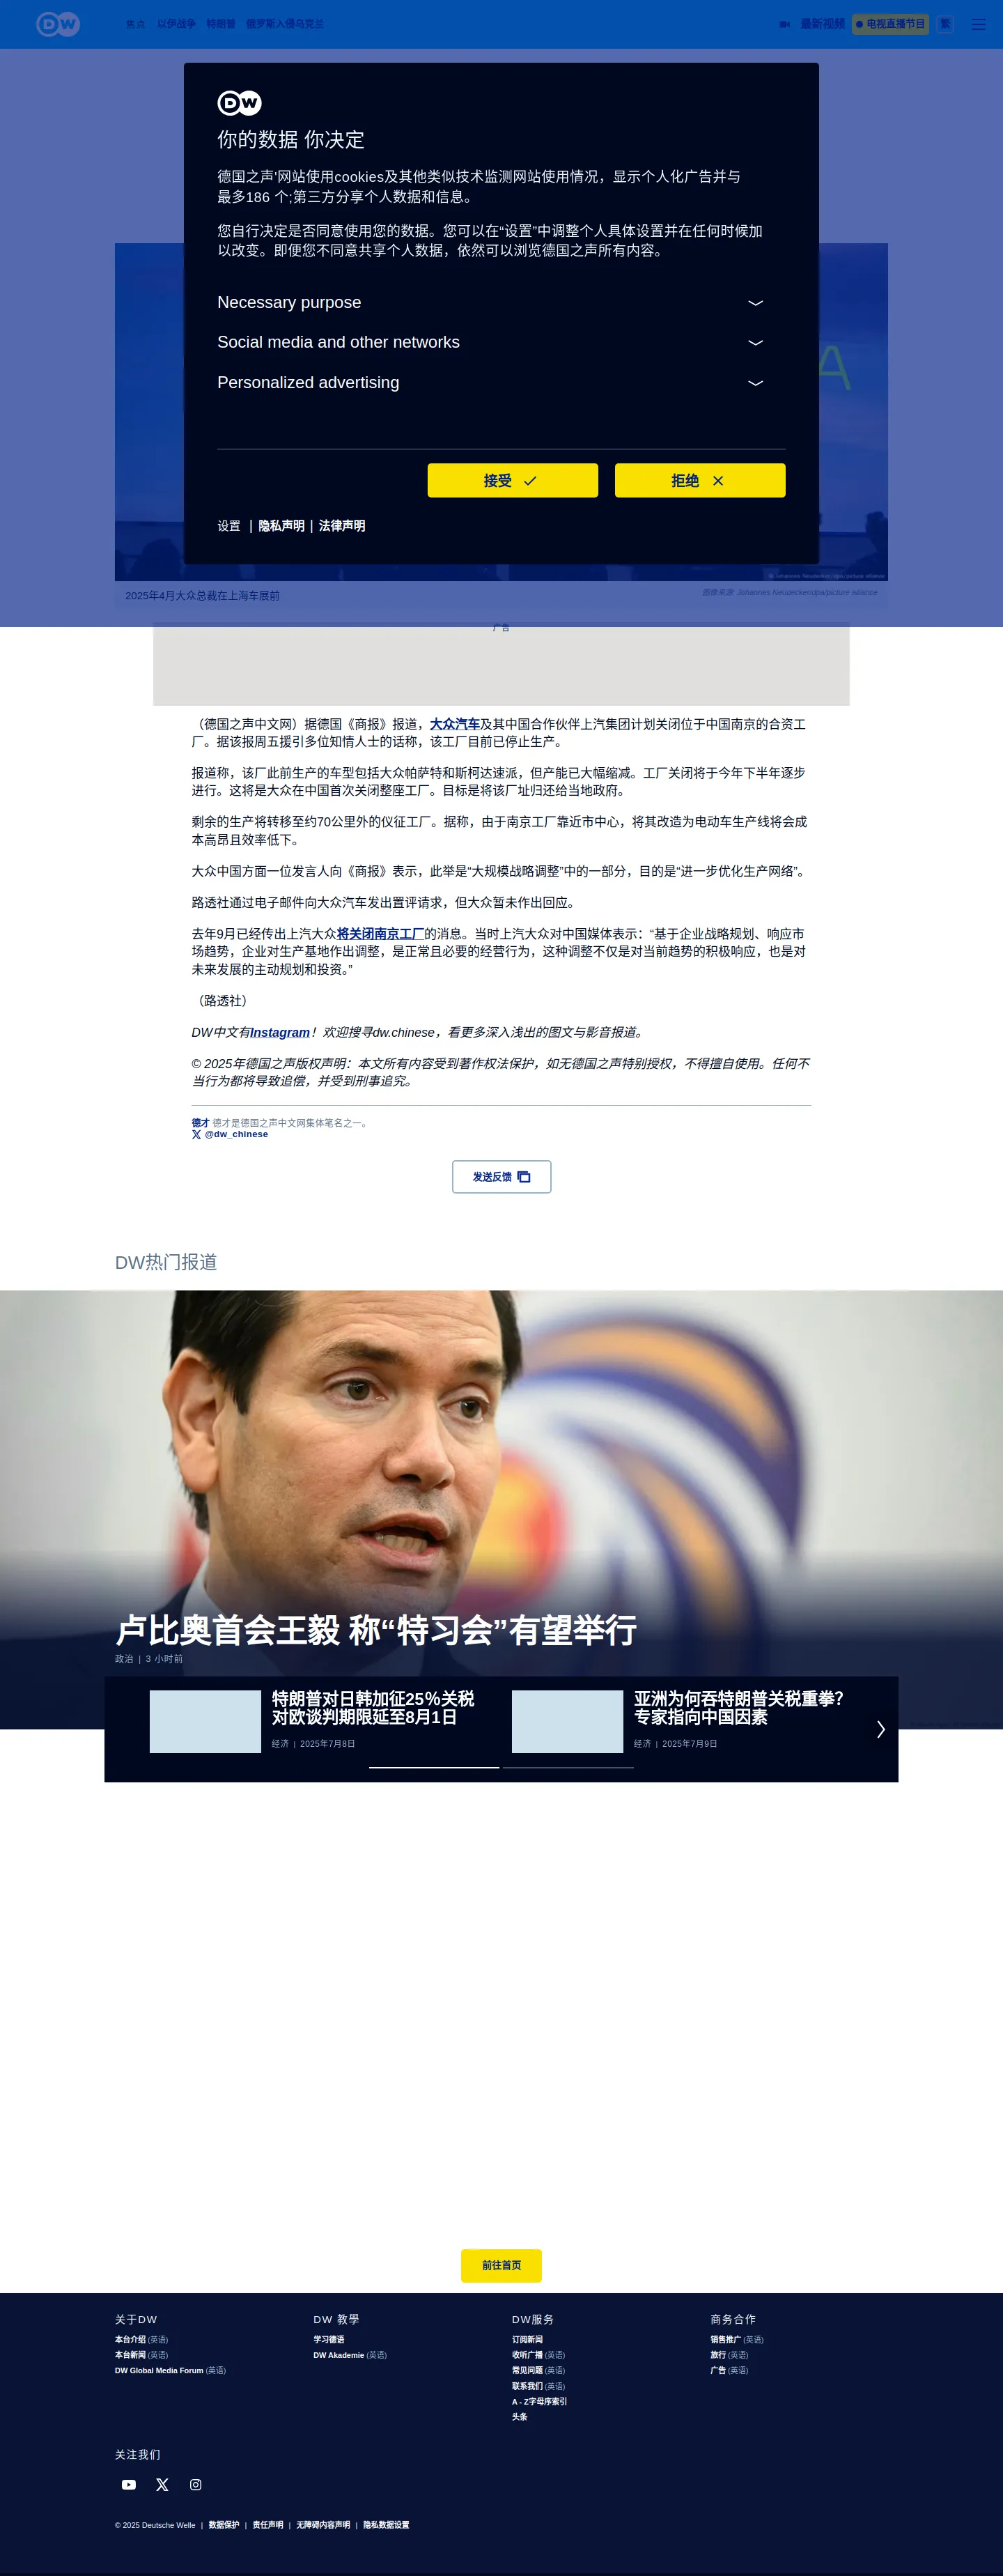 DW
焦点 以伊战争 特朗普 俄罗斯入侵乌克兰
最新视频 电视直播节目 繁
DW
你的数据 你决定
德国之声'网站使用cookies及其他类似技术监测网站使用情况，显示个人化广告并与
最多186 个;第三方分享个人数据和信息。
您自行决定是否同意使用您的数据。您可以在“设置”中调整个人具体设置并在任何时候加
以改变。即便您不同意共享个人数据，依然可以浏览德国之声所有内容。
Necessary purpose
Social media and other networks
Personalized advertising
A
接受 拒绝
设置 | 隐私声明 | 法律声明
© Johannes Neudecker/dpa/picture alliance
2025年4月大众总裁在上海车展前
图像来源: Johannes Neudecker/dpa/picture alliance
广告
（德国之声中文网）据德国《商报》报道，大众汽车及其中国合作伙伴上汽集团计划关闭位于中国南京的合资工
厂。据该报周五援引多位知情人士的话称，该工厂目前已停止生产。
报道称，该厂此前生产的车型包括大众帕萨特和斯柯达速派，但产能已大幅缩减。工厂关闭将于今年下半年逐步
进行。这将是大众在中国首次关闭整座工厂。目标是将该厂址归还给当地政府。
剩余的生产将转移至约70公里外的仪征工厂。据称，由于南京工厂靠近市中心，将其改造为电动车生产线将会成
本高昂且效率低下。
大众中国方面一位发言人向《商报》表示，此举是“大规模战略调整”中的一部分，目的是“进一步优化生产网络”。
路透社通过电子邮件向大众汽车发出置评请求，但大众暂未作出回应。
去年9月已经传出上汽大众将关闭南京工厂的消息。当时上汽大众对中国媒体表示：“基于企业战略规划、响应市
场趋势，企业对生产基地作出调整，是正常且必要的经营行为，这种调整不仅是对当前趋势的积极响应，也是对
未来发展的主动规划和投资。”
（路透社）
DW中文有Instagram！欢迎搜寻dw.chinese，看更多深入浅出的图文与影音报道。
© 2025年德国之声版权声明：本文所有内容受到著作权法保护，如无德国之声特别授权，不得擅自使用。任何不
当行为都将导致追偿，并受到刑事追究。
德才 德才是德国之声中文网集体笔名之一。
@dw_chinese
发送反馈
DW热门报道
卢比奥首会王毅 称“特习会”有望举行
政治 | 3 小时前
特朗普对日韩加征25%关税
对欧谈判期限延至8月1日
经济 | 2025年7月8日
亚洲为何吞特朗普关税重拳？
专家指向中国因素
经济 | 2025年7月9日
前往首页
关于DW
本台介绍 (英语)
本台新闻 (英语)
DW Global Media Forum (英语)
DW 教學
学习德语
DW Akademie (英语)
DW服务
订阅新闻
收听广播 (英语)
常见问题 (英语)
联系我们 (英语)
A - Z字母序索引
头条
商务合作
销售推广 (英语)
旅行 (英语)
广告 (英语)
关注我们
© 2025 Deutsche Welle | 数据保护 | 责任声明 | 无障碍内容声明 | 隐私数据设置